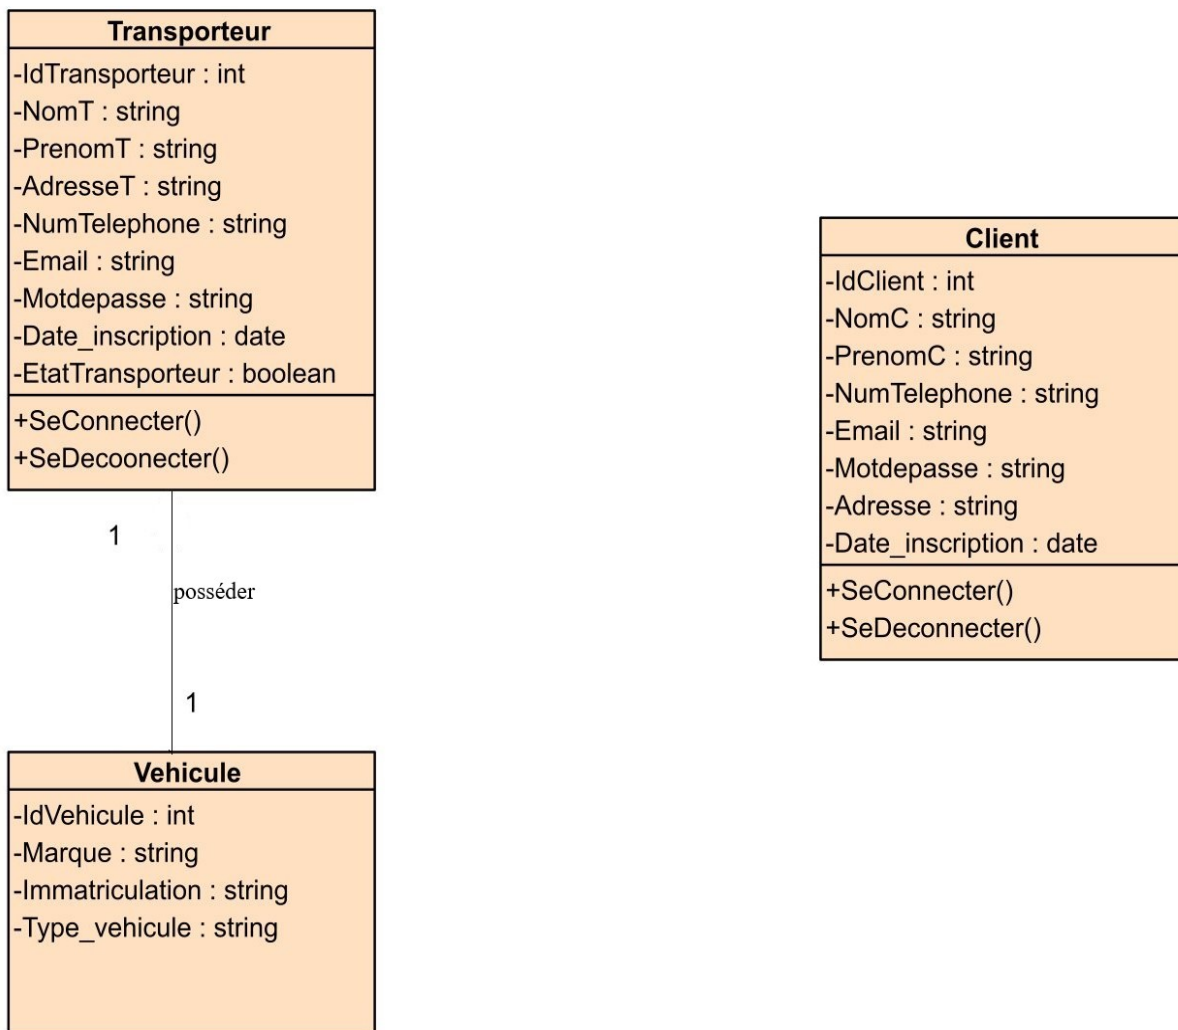 Transporteur
-IdTransporteur : int
-NomT : string
-PrenomT : string
-AdresseT : string
-NumTelephone : string
-Email : string
-Motdepasse : string
-Date_inscription : date
-EtatTransporteur : boolean
+SeConnecter()
+SeDecoonecter()
1
posséder
1
Vehicule
-IdVehicule : int
-Marque : string
-Immatriculation : string
-Type_vehicule : string
Client
-IdClient : int
-NomC : string
-PrenomC : string
-NumTelephone : string
-Email : string
-Motdepasse : string
-Adresse : string
-Date_inscription : date
+SeConnecter()
+SeDeconnecter()